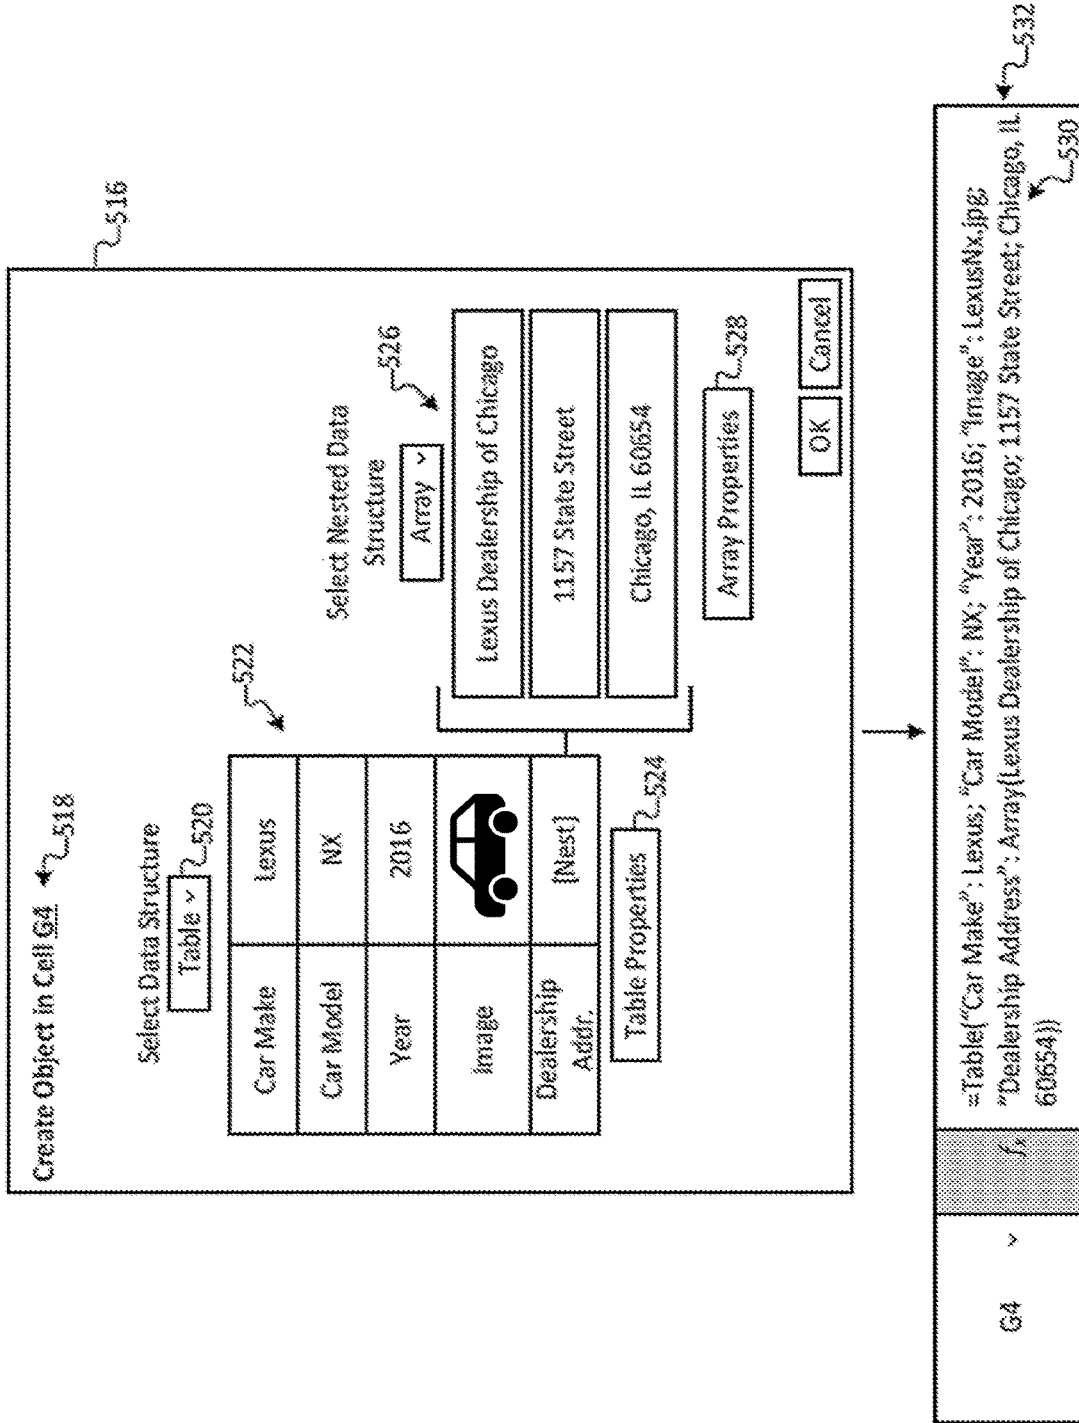 516
Create Object in Cell G4
518
Select Data Structure
Table
520
522
Car Make Lexus
Car Model NX
Year 2016
Image
Dealership
Addr.
[Nest]
Table Properties
524
Select Nested Data
Structure
Array
526
Lexus Dealership of Chicago
1157 State Street
Chicago, IL 60654
Array Properties
528
OK Cancel
G4
fx
=Table("Car Make": Lexus; "Car Model": NX; "Year": 2016; "Image": LexusNx.jpg;
"Dealership Address": Array(Lexus Dealership of Chicago; 1157 State Street; Chicago, IL
60654))
530
532